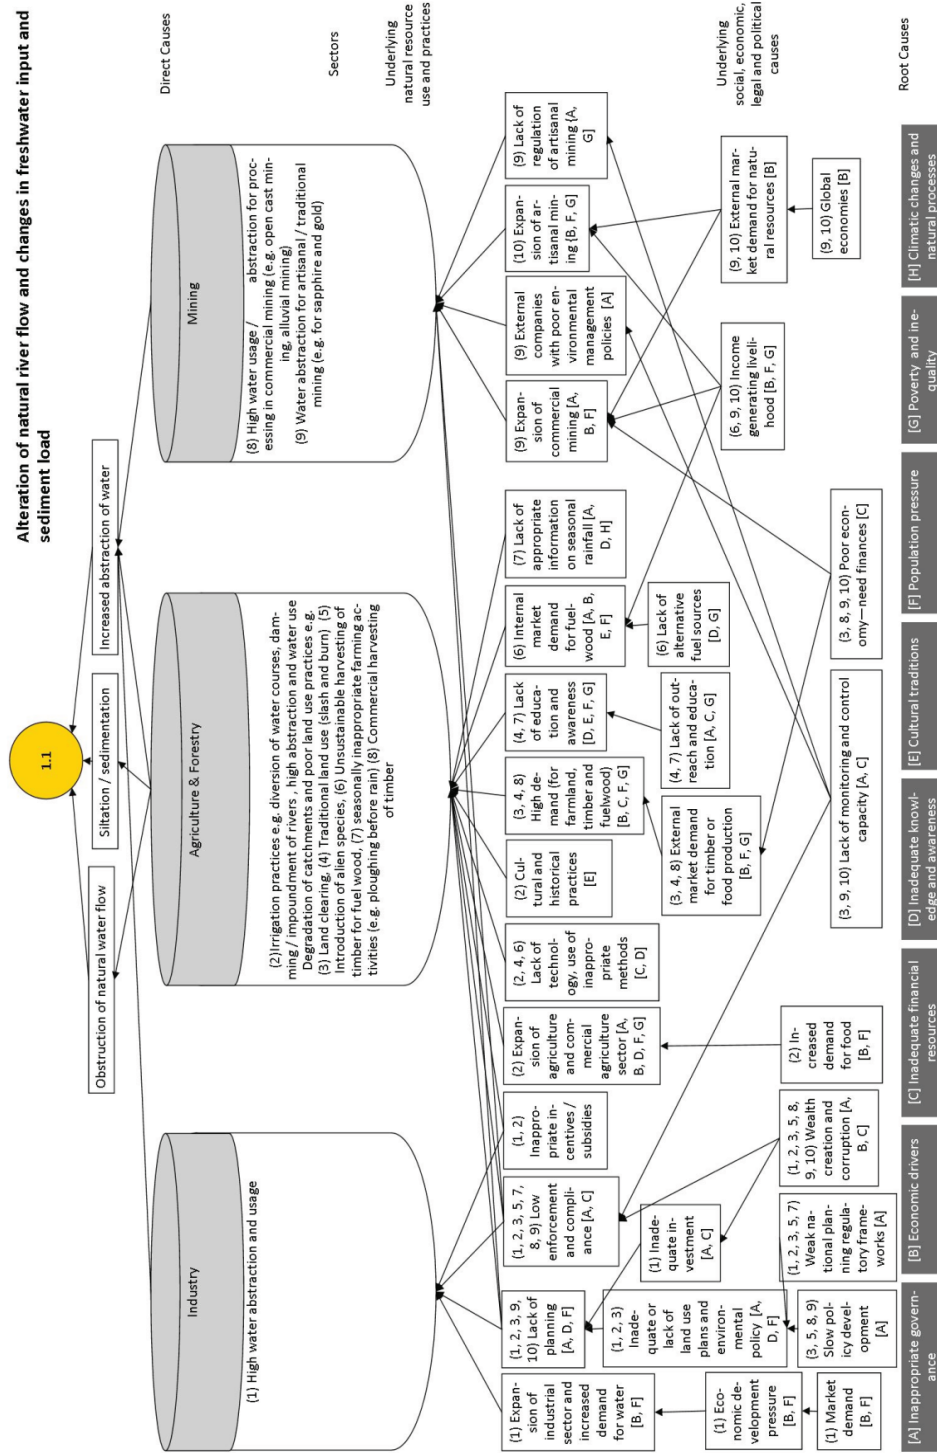 Alteration of natural river flow and changes in freshwater input and
sediment load
1.1
Direct Causes
Obstruction of natural water flow
Siltation / sedimentation
Increased abstraction of water
Sectors
Industry
Agriculture & Forestry
Mining
Underlying
natural resource
use and practices
(1) High water abstraction and usage
(2)Irrigation practices e.g. diversion of water courses, dam-
ming / impoundment of rivers , high abstraction and water use
Degradation of catchments and poor land use practices e.g.
(3) Land clearing, (4) Traditional land use (slash and burn) (5)
Introduction of alien species, (6) Unsustainable harvesting of
timber for fuel wood, (7) seasonally inappropriate farming ac-
tivities (e.g. ploughing before rain) (8) Commercial harvesting
of timber
(8) High water usage / abstraction for proc-
essing in commercial mining (e.g. open cast min-
ing, alluvial mining)
(9) Water abstraction for artisanal / traditional
mining (e.g. for sapphire and gold)
Underlying
social, economic,
legal and political
causes
(1) Expan-
sion of
industrial
sector and
increased
demand
for water
[B, F]
(1, 2, 3, 9,
10) Lack of
planning
[A, D, F]
(1, 2, 3, 5, 7,
8, 9) Low
enforcement
and compli-
ance [A, C]
(1, 2)
Inappro-
priate in-
centives /
subsidies
(2) Expan-
sion of
agriculture
and com-
mercial
agriculture
sector [A,
B, D, F, G]
(2, 4, 6)
Lack of
technol-
ogy, use of
inappro-
priate
methods
[C, D]
(2) Cul-
tural and
historical
practices
[E]
(3, 4, 8)
High de-
mand (for
farmland,
timber and
fuelwood)
[B, C, F, G]
(4, 7) Lack
of educa-
tion and
awareness
[D, E, F, G]
(6) Internal
market
demand
for fuel-
wood [A, B,
E, F]
(7) Lack of
appropriate
information
on seasonal
rainfall [A,
D, H]
(9) Expan-
sion of
commercial
mining [A,
B, F]
(9) External
companies
with poor en-
vironmental
management
policies [A]
(10) Expan-
sion of ar-
tisanal min-
ing {B, F, G]
(9) Lack of
regulation
of artisanal
mining {A,
G]
(1) Eco-
nomic de-
velopment
pressure
[B, F]
(1, 2, 3)
Inade-
quate or
lack of
land use
plans and
environ-
mental
policy [A,
D, F]
(1) Inade-
quate in-
vestment
[A, C]
(3, 4, 8) External
market demand
for timber or
food production
[B, F, G]
(4, 7) Lack of out-
reach and educa-
tion [A, C, G]
(6) Lack of
alternative
fuel sources
[D, G]
(6, 9, 10) Income
generating liveli-
hood [B, F, G]
(9, 10) External mar-
ket demand for natu-
ral resources [B]
(1) Market
demand
[B, F]
(3, 5, 8, 9)
Slow pol-
icy devel-
opment
[A]
(1, 2, 3, 5, 7)
Weak na-
tional plan-
ning regula-
tory frame-
works [A]
(1, 2, 3, 5, 8,
9, 10) Wealth
creation and
corruption [A,
B, C]
(2) In-
creased
demand
for food
[B, F]
(3, 9, 10) Lack of monitoring and control
capacity [A, C]
(3, 8, 9, 10) Poor econ-
omy—need finances [C]
(9, 10) Global
economies [B]
Root Causes
[A] Inappropriate govern-
ance
[B] Economic drivers
[C] Inadequate financial
resources
[D] Inadequate knowl-
edge and awareness
[E] Cultural traditions
[F] Population pressure
[G] Poverty and ine-
quality
[H] Climatic changes and
natural processes